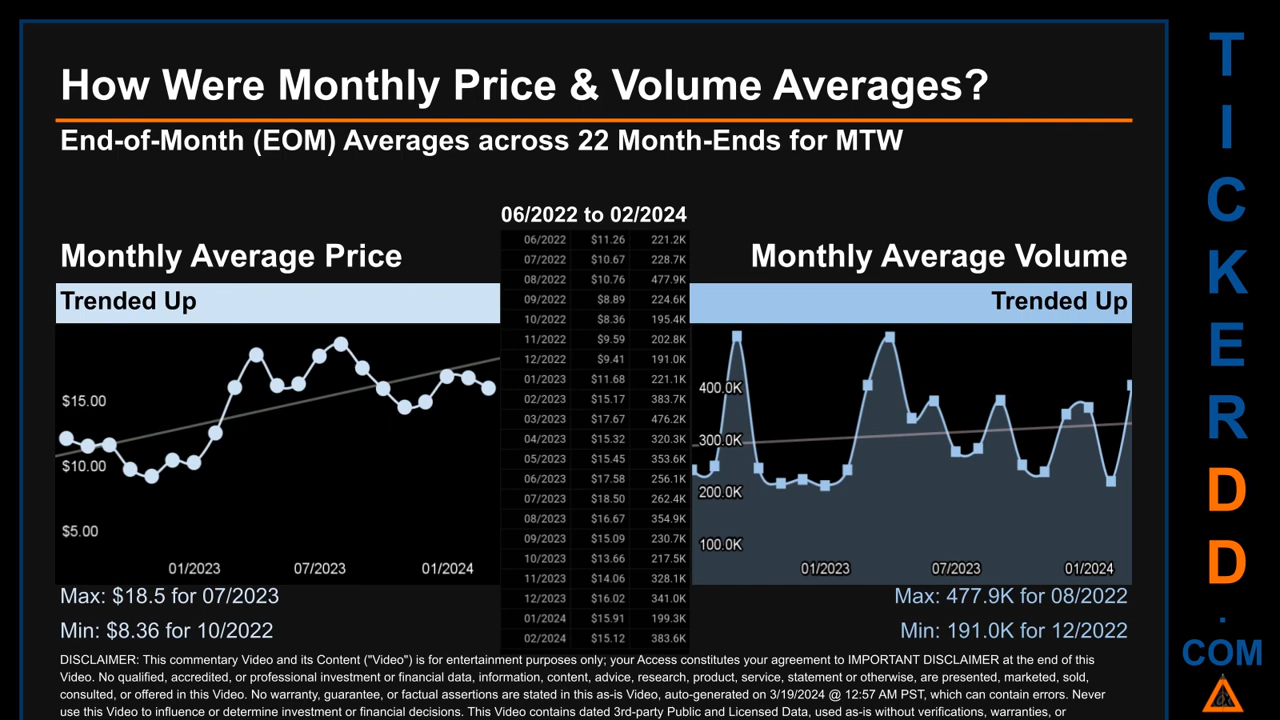 How Were Monthly Price & Volume Averages?
End-of-Month (EOM) Averages across 22 Month-Ends for MTW
06/2022 to 02/2024
Monthly Average Price
Trended Up
$15.00
$10.00
$5.00
01/2023 07/2023 01/2024
Max: $18.5 for 07/2023
Min: $8.36 for 10/2022
06/2022 $11.26 221.2K
07/2022 $10.67 228.7K
08/2022 $10.76 477.9K
09/2022 $8.89 224.6K
10/2022 $8.36 195.4K
11/2022 $9.59 202.8K
12/2022 $9.41 191.0K
01/2023 $11.68 221.1K
02/2023 $15.17 383.7K
03/2023 $17.67 476.2K
04/2023 $15.32 320.3K
05/2023 $15.45 353.6K
06/2023 $17.58 256.1K
07/2023 $18.50 262.4K
08/2023 $16.67 354.9K
09/2023 $15.09 230.7K
10/2023 $13.66 217.5K
11/2023 $14.06 328.1K
12/2023 $16.02 341.0K
01/2024 $15.91 199.3K
02/2024 $15.12 383.6K
Monthly Average Volume
Trended Up
400.0K
300.0K
200.0K
100.0K
01/2023 07/2023 01/2024
Max: 477.9K for 08/2022
Min: 191.0K for 12/2022
DISCLAIMER: This commentary Video and its Content ("Video") is for entertainment purposes only; your Access constitutes your agreement to IMPORTANT DISCLAIMER at the end of this
Video. No qualified, accredited, or professional investment or financial data, information, content, advice, research, product, service, statement or otherwise, are presented, marketed, sold,
consulted, or offered in this Video. No warranty, guarantee, or factual assertions are stated in this as-is Video, auto-generated on 3/19/2024 @ 12:57 AM PST, which can contain errors. Never
use this Video to influence or determine investment or financial decisions. This Video contains dated 3rd-party Public and Licensed Data, used as-is without verifications, warranties, or
T
I
C
K
E
R
D
D
.
COM